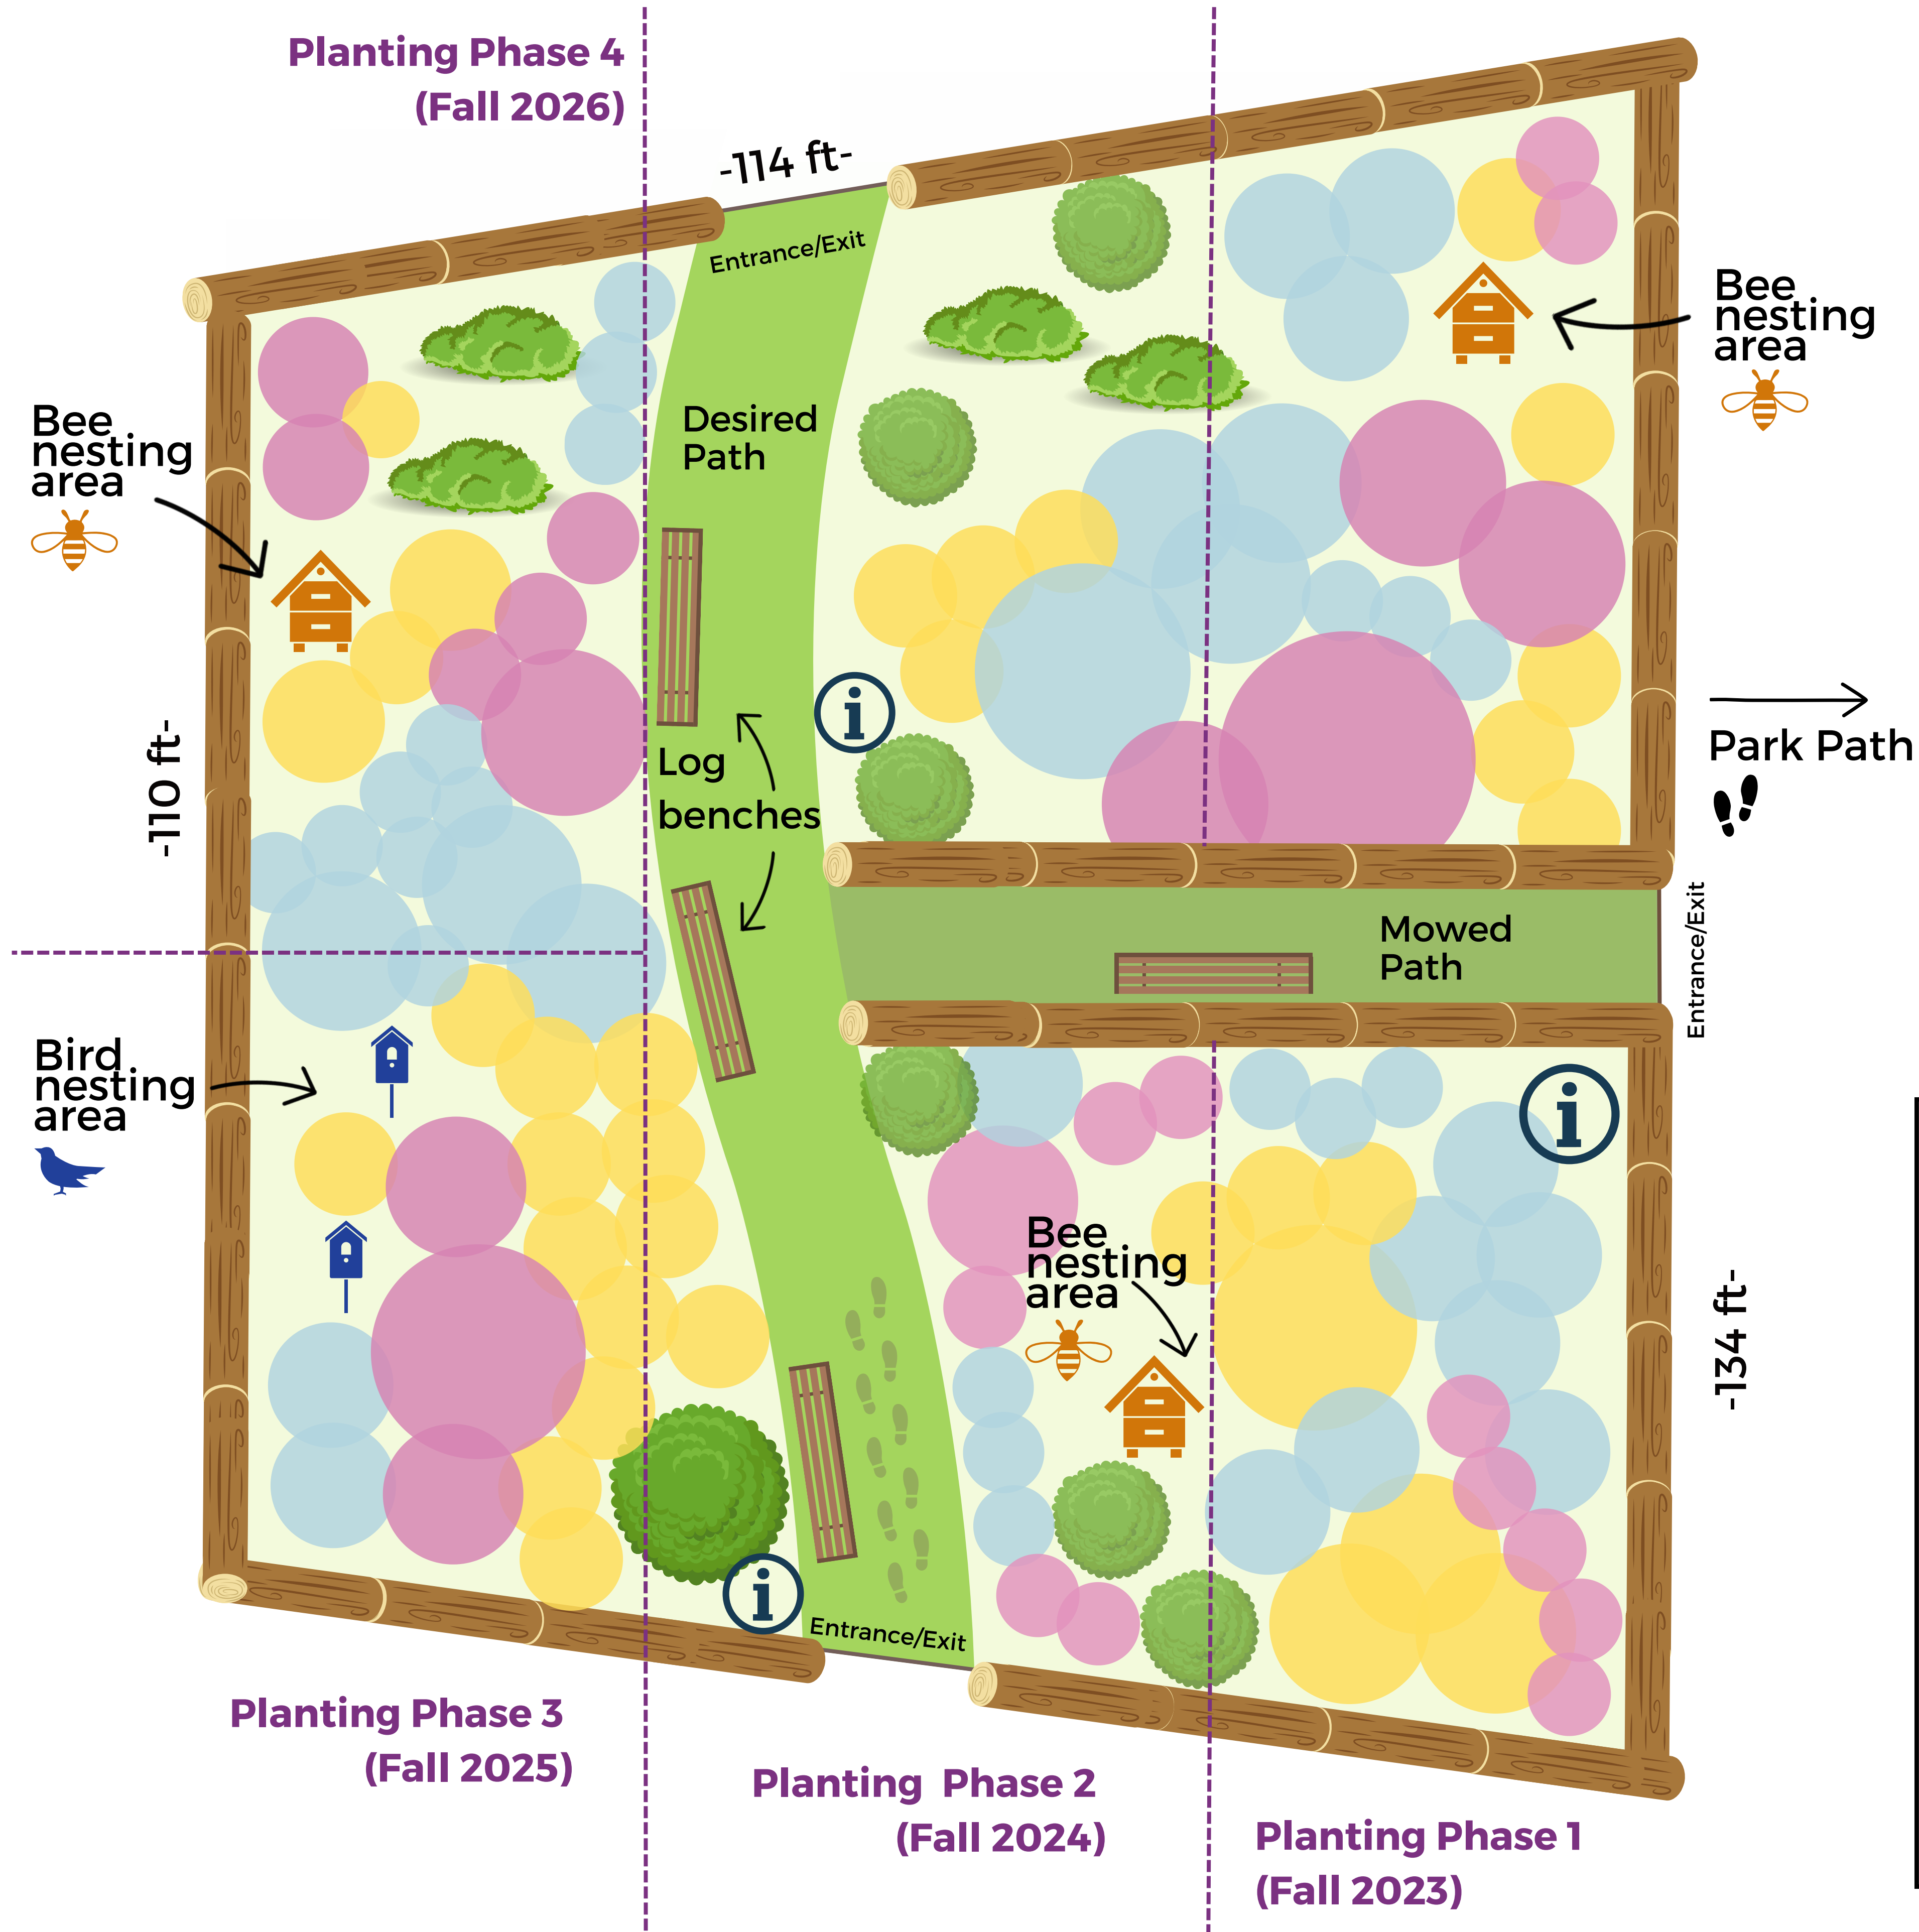 Planting Phase 4
(Fall 2026)
-114 ft-
Entrance/Exit
Bee
nesting
area
Desired
Path
Bee
nesting
area
i
Park Path
-110 ft-
Log
benches
Mowed
Path
Entrance/Exit
Bird
nesting
area
i
Bee
nesting
area
-134 ft-
i
Entrance/Exit
Planting Phase 3
(Fall 2025)
Planting Phase 2
(Fall 2024)
Planting Phase 1
(Fall 2023)